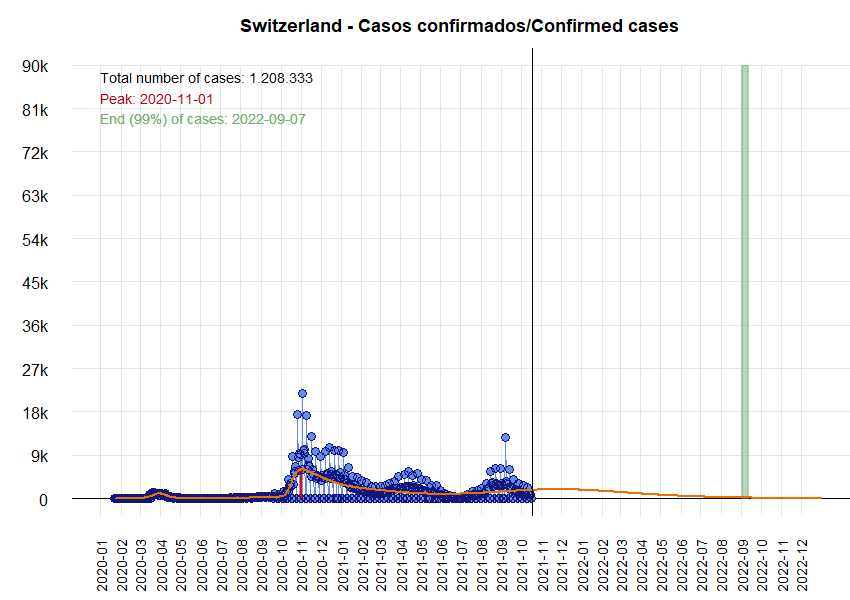 Switzerland - Casos confirmados/Confirmed cases
90k
Total number of cases: 1.208.333
Peak: 2020-11-01
81k
End (99%) of cases: 2022-09-07
72k
63k
54k
45k
36k
27k
18k
9k
0
2020-01
2020-02
2020-03
2020-04
2020-05
2020-06
2020-07
2020-08
2020-09
2020-10
2020-11
2020-12
2021-01
2021-02
2021-03
2021-04
2021-05
2021-06
2021-07
2021-08
2021-09
2021-10
2021-11
2021-12
2022-01
2022-02
2022-03
2022-04
2022-05
2022-06
2022-07
2022-08
2022-09
2022-10
2022-11
2022-12